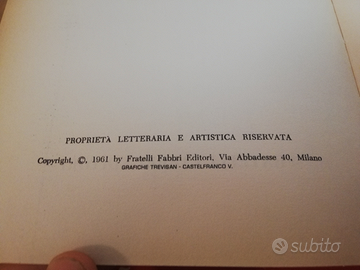 PROPRIETÀ LETTERARIA E ARTISTICA RISERVATA
Copyright, ©, 1961 by Fratelli Fabbri Editori, Via Abbadesse 40, Milano
GRAFICHE TREVISAN - CASTELFRANCO V.
subito